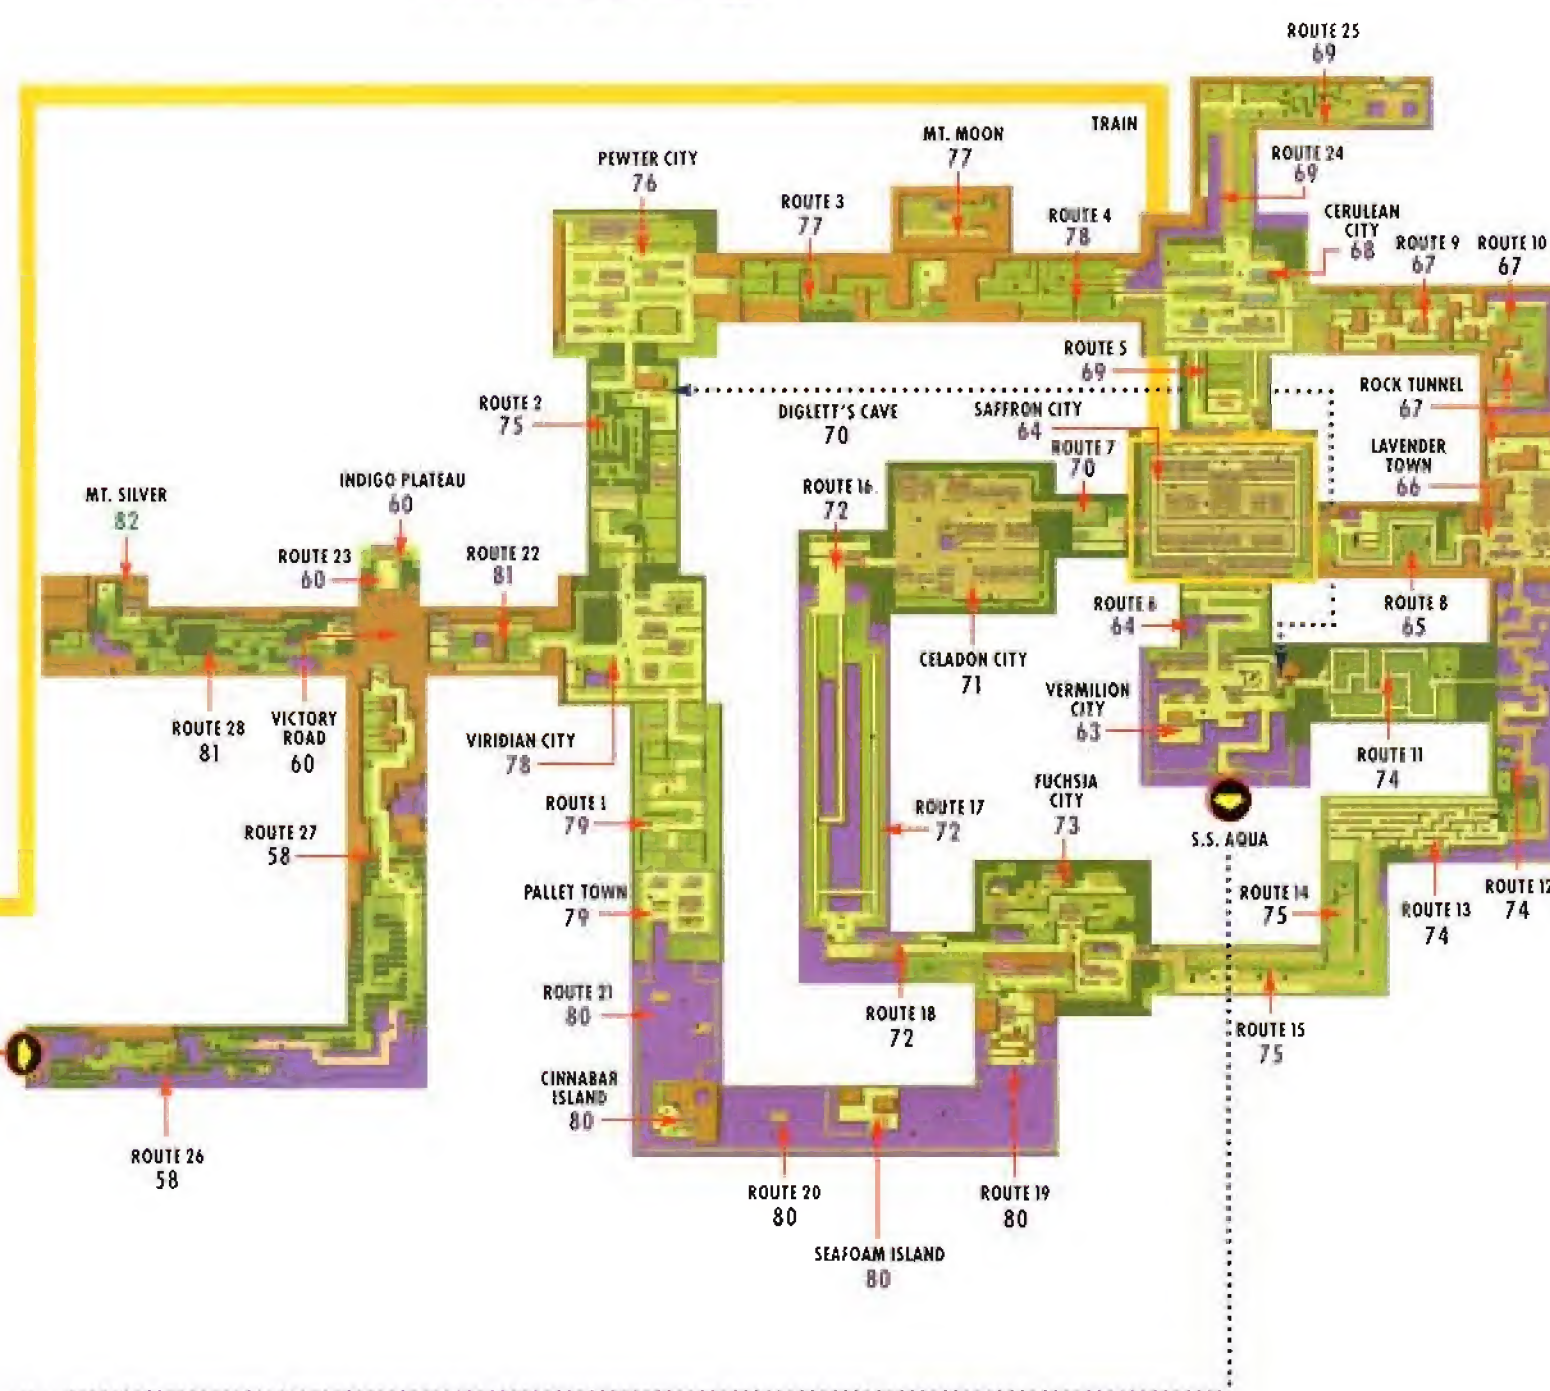 ROUTE 25
69
TRAIN
MT. MOON
77
PEWTER CITY
76
ROUTE 24
69
ROUTE 3
77
ROUTE 4
78
CERULEAN
CITY
68
ROUTE 9
67
ROUTE 10
67
ROUTE 5
69
ROUTE 2
75
DIGLETT'S CAVE
70
SAFFRON CITY
64
ROCK TUNNEL
67
ROUTE 7
70
LAVENDER
TOWN
66
MT. SILVER
82
INDIGO PLATEAU
60
ROUTE 16
72
ROUTE 23
60
ROUTE 22
81
ROUTE 6
64
ROUTE 8
65
CELADON CITY
71
VERMILION
CITY
63
ROUTE 28
81
VICTORY
ROAD
60
VIRIDIAN CITY
78
ROUTE 11
74
ROUTE 1
79
FUCHSIA
CITY
73
ROUTE 17
72
ROUTE 27
58
S.S. AQUA
PALLET TOWN
79
ROUTE 14
75
ROUTE 13
74
ROUTE 12
74
ROUTE 21
80
ROUTE 18
72
ROUTE 15
75
CINNABAR
ISLAND
80
ROUTE 26
58
ROUTE 20
80
ROUTE 19
80
SEAFOAM ISLAND
80